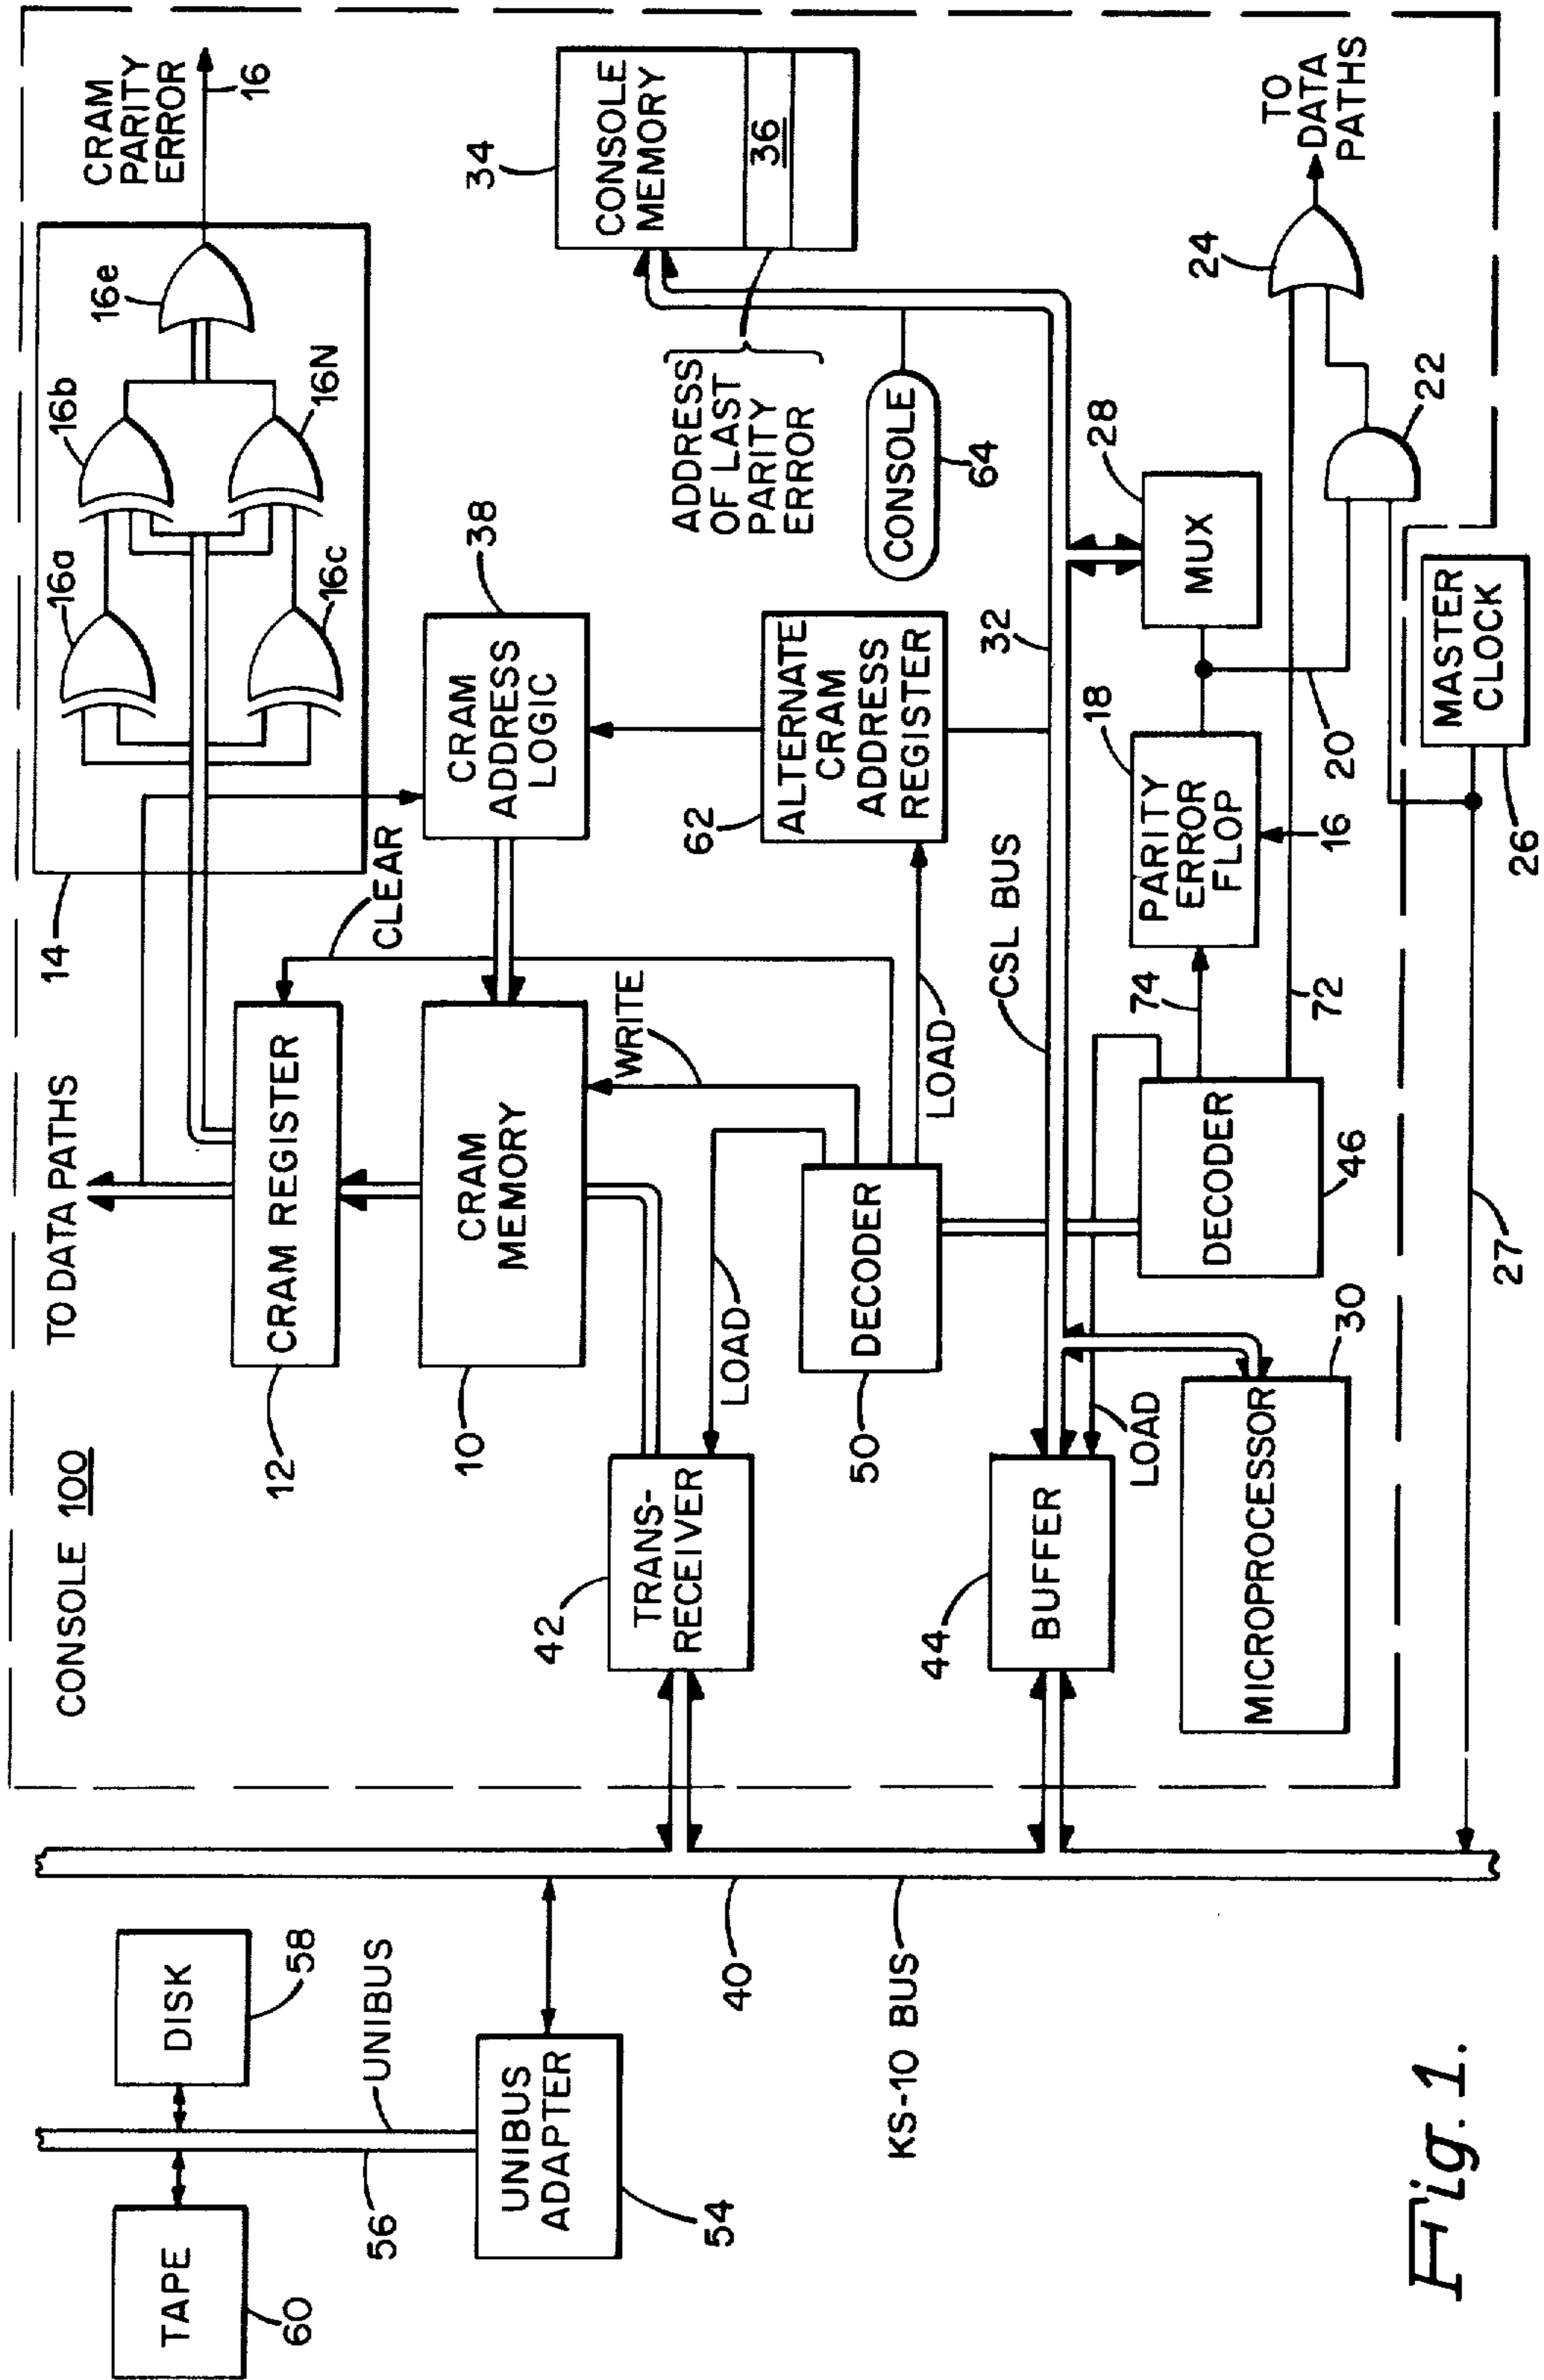 CONSOLE 100
TO DATA PATHS
CRAM
PARITY
ERROR
16
14
16a
16b
16c
16N
16e
12
CRAM REGISTER
CLEAR
10
CRAM
MEMORY
WRITE
CRAM
ADDRESS
LOGIC
38
34
CONSOLE
MEMORY
36
ADDRESS
OF LAST
PARITY
ERROR
TAPE
60
DISK
58
56
UNIBUS
UNIBUS
ADAPTER
54
40
KS-10 BUS
42
TRANS-
RECEIVER
LOAD
50
DECODER
LOAD
62
ALTERNATE
CRAM
ADDRESS
REGISTER
CONSOLE
64
44
BUFFER
LOAD
CSL BUS
32
MICROPROCESSOR
30
DECODER
46
74
72
18
PARITY
ERROR
FLOP
16
20
MUX
28
22
24
TO
DATA
PATHS
27
MASTER
CLOCK
26
Fig. 1.